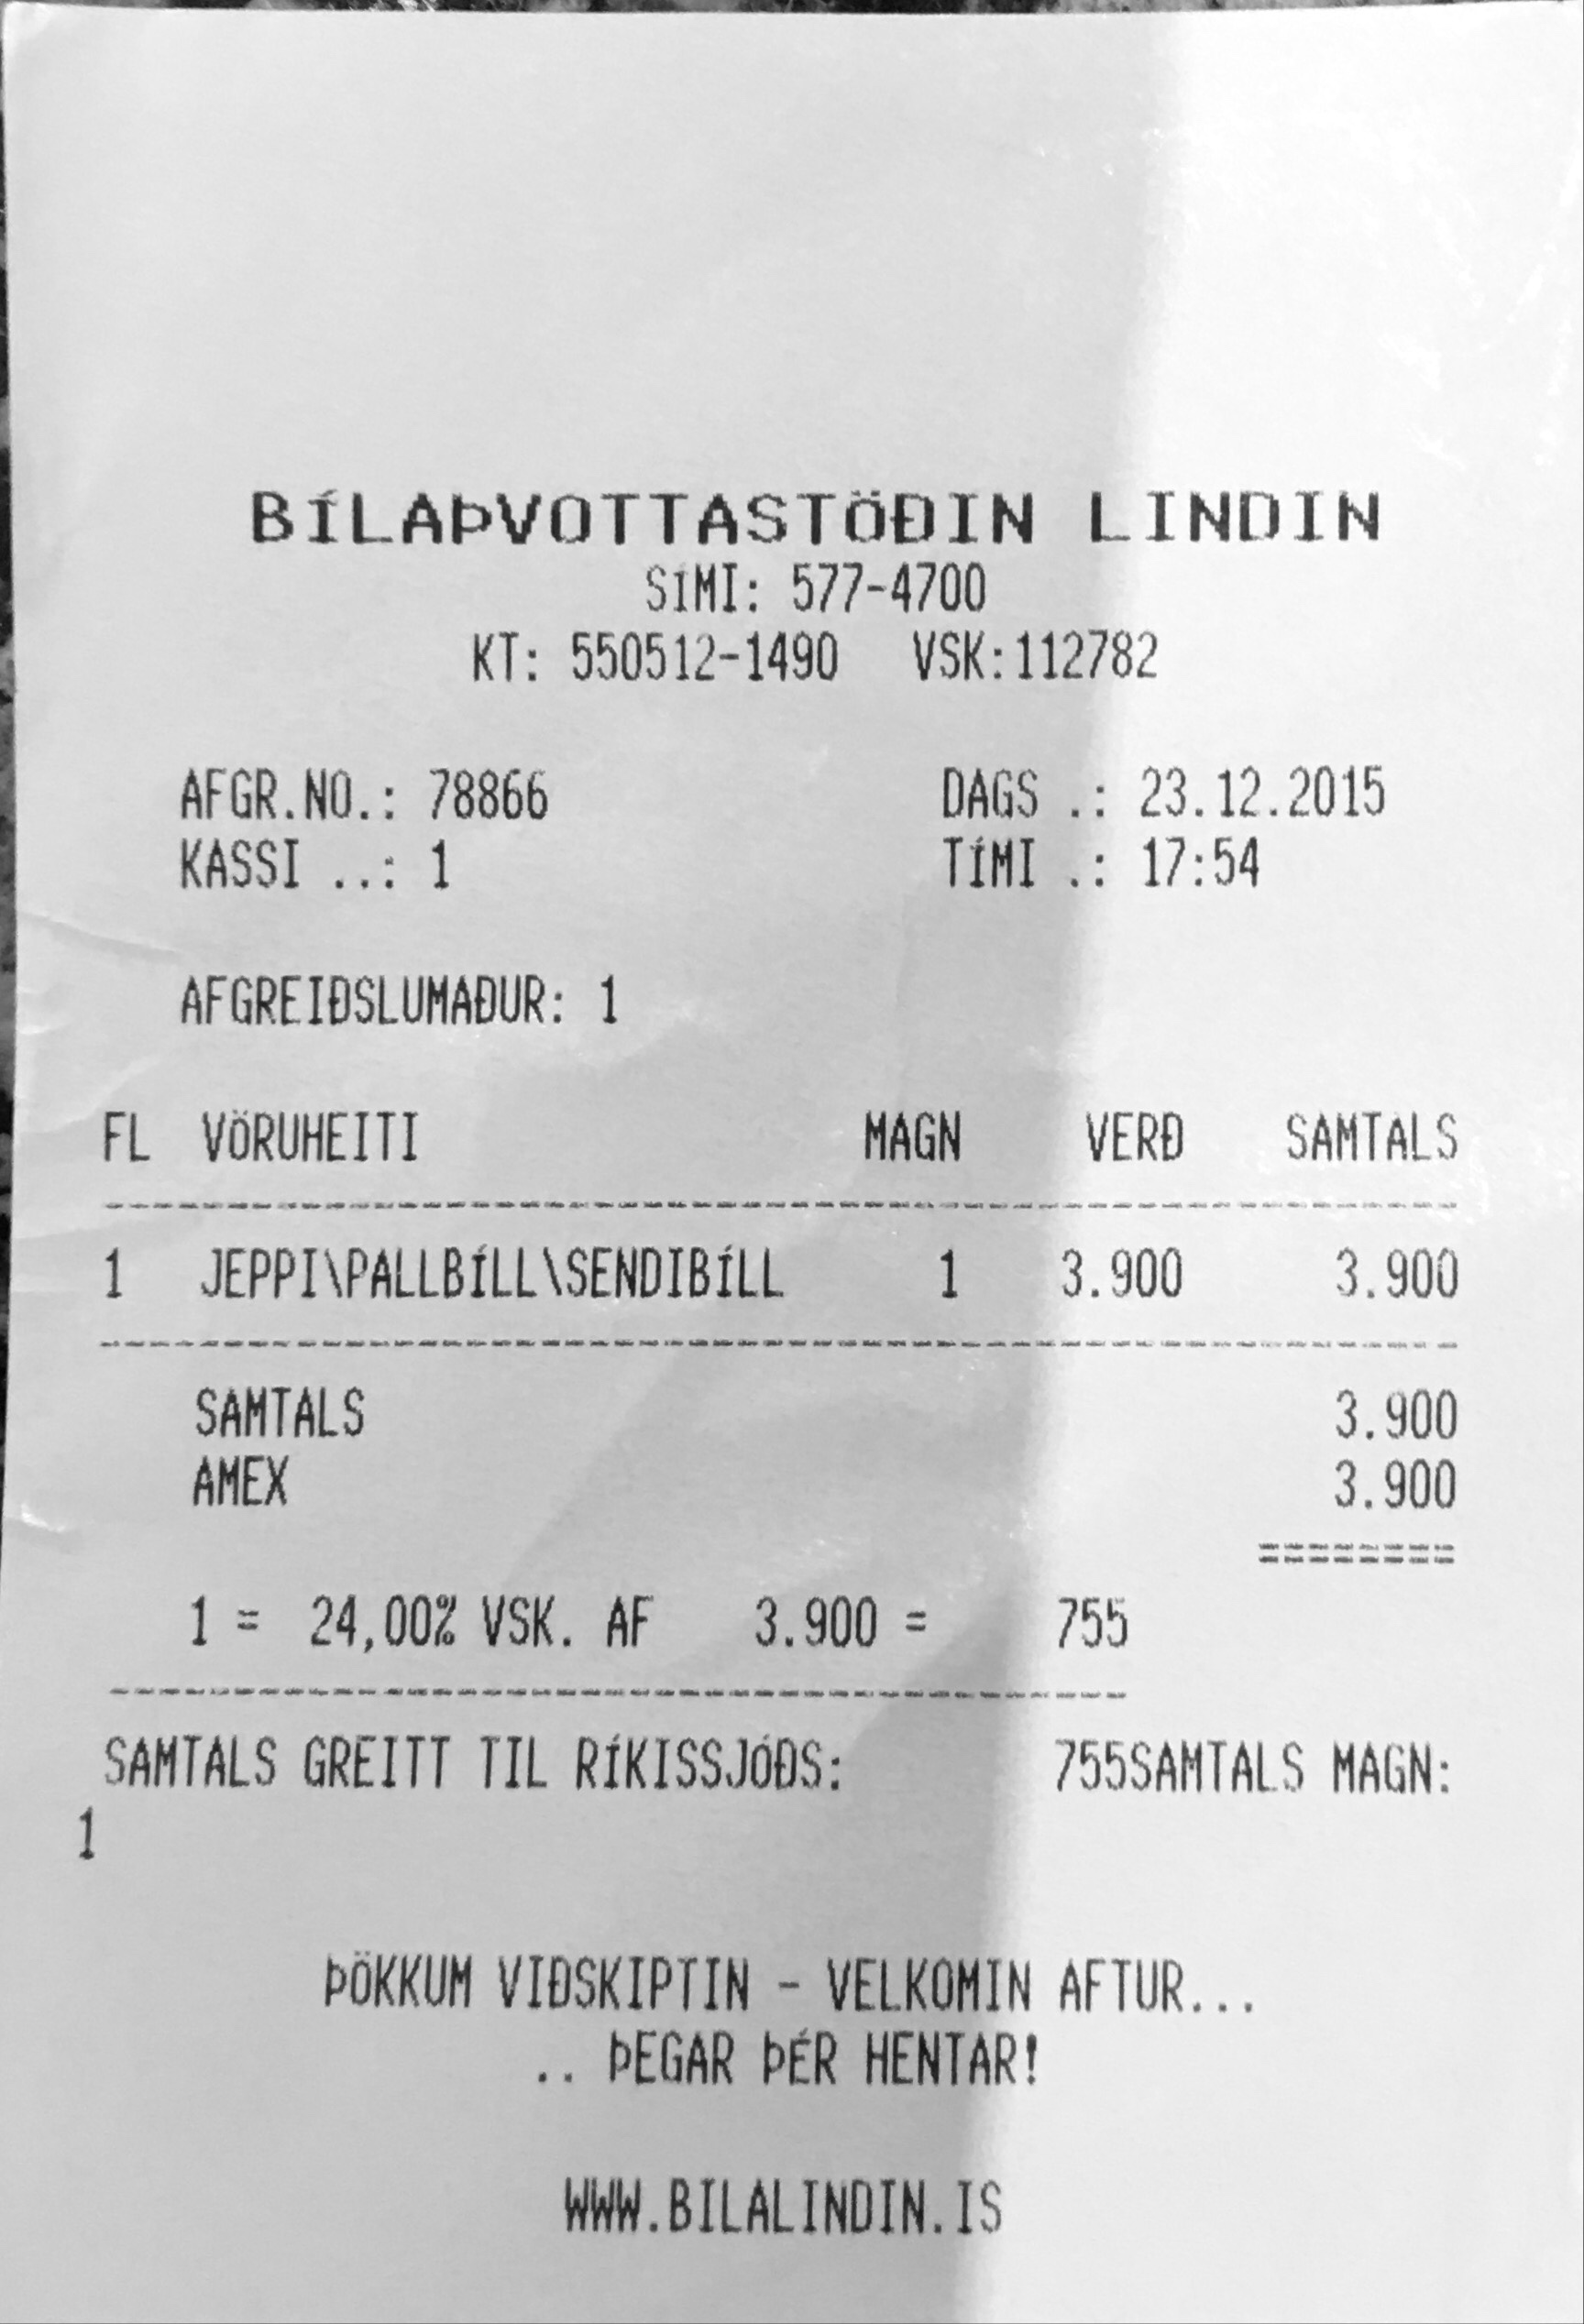 BÍLAÞVOTTASTÖÐIN LINDIN
SÍMI: 577-4700
KT: 550512-1490 VSK:112782
AFGR.NO.: 78866 DAGS .: 23.12.2015
KASSI ..: 1 TÍMI .: 17:54
AFGREIÐSLUMAÐUR: 1
FL VÖRUHEITI MAGN VERÐ SAMTALS
1 JEPPI\PALLBÍLL\SENDIBÍLL 1 3.900 3.900
SAMTALS 3.900
AMEX 3.900
1 = 24,00% VSK. AF 3.900 = 755
SAMTALS GREITT TIL RÍKISSJÓÐS: 755SAMTALS MAGN:
1
ÞÖKKUM VIÐSKIPTIN - VELKOMIN AFTUR...
.. ÞEGAR ÞÉR HENTAR!
WWW.BILALINDIN.IS